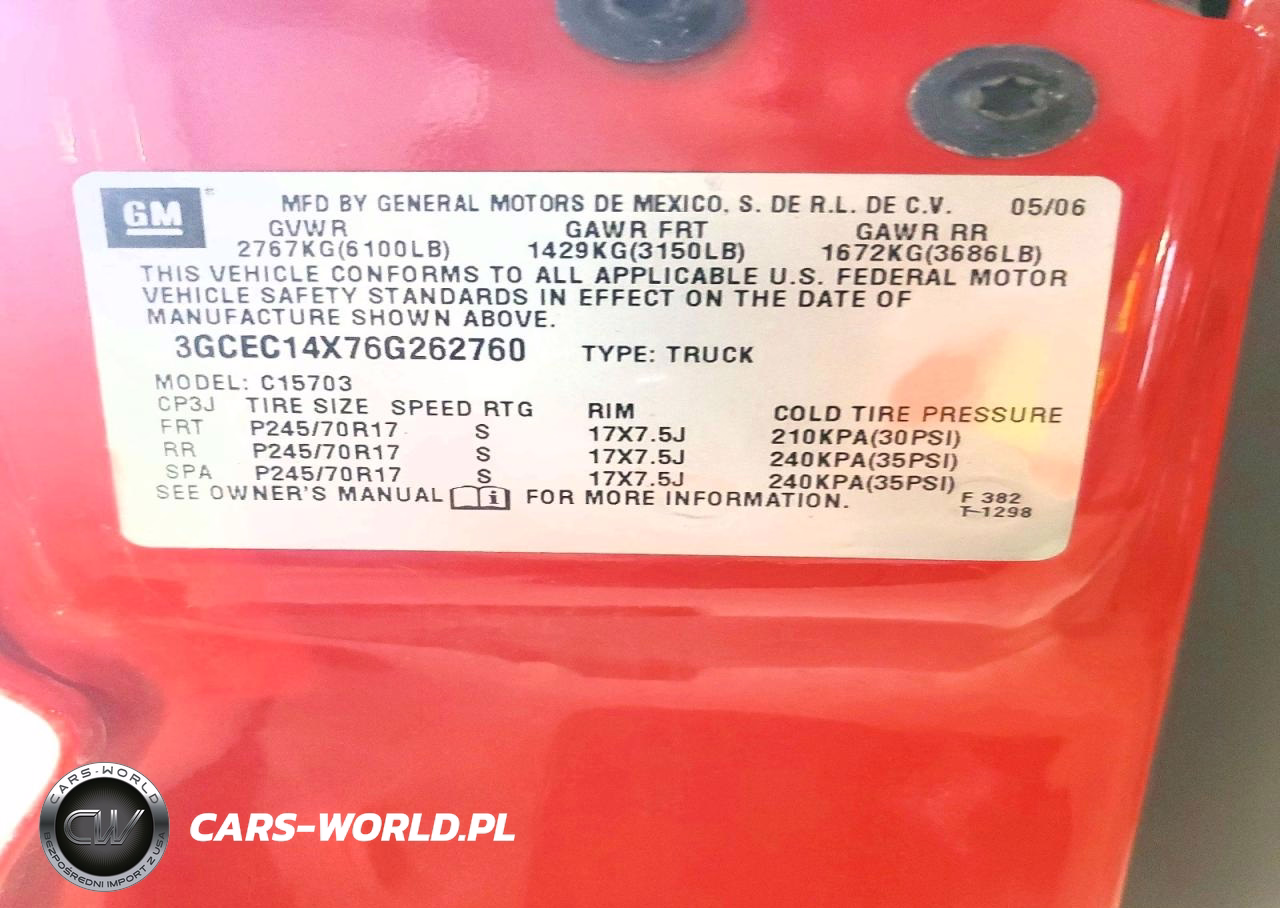 GM MFD BY GENERAL MOTORS DE MEXICO, S. DE R.L. DE C.V. 05/06
GVWR GAWR FRT GAWR RR
2767KG(6100LB) 1429KG(3150LB) 1672KG(3686LB)
THIS VEHICLE CONFORMS TO ALL APPLICABLE U.S. FEDERAL MOTOR
VEHICLE SAFETY STANDARDS IN EFFECT ON THE DATE OF
MANUFACTURE SHOWN ABOVE.
3GCEC14X76G262760 TYPE: TRUCK
MODEL: C15703
CP3J TIRE SIZE SPEED RTG RIM COLD TIRE PRESSURE
FRT P245/70R17 S 17X7.5J 210KPA(30PSI)
RR P245/70R17 S 17X7.5J 240KPA(35PSI)
SPA P245/70R17 S 17X7.5J 240KPA(35PSI)
SEE OWNER'S MANUAL i FOR MORE INFORMATION.
F 382
T-1298
CARS-WORLD
CW
BEZPOŚREDNI IMPORT Z USA
CARS-WORLD.PL